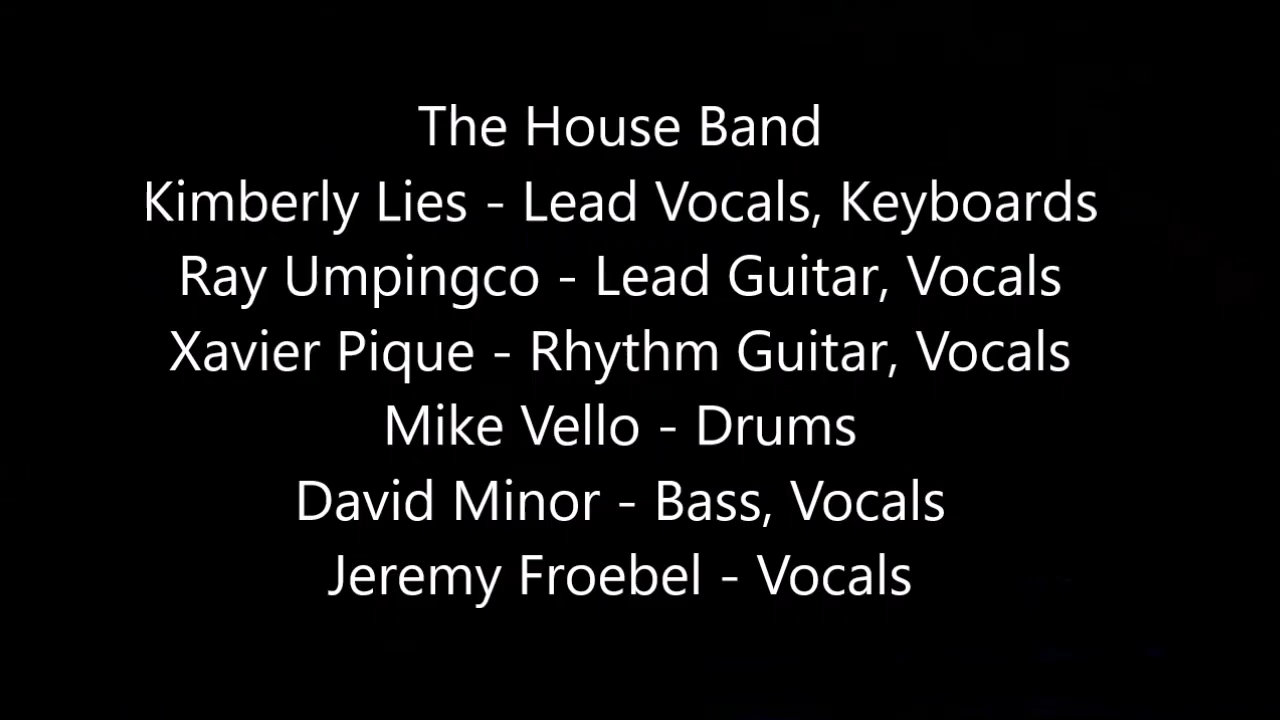 The House Band
Kimberly Lies - Lead Vocals, Keyboards
Ray Umpingco - Lead Guitar, Vocals
Xavier Pique - Rhythm Guitar, Vocals
Mike Vello - Drums
David Minor - Bass, Vocals
Jeremy Froebel - Vocals